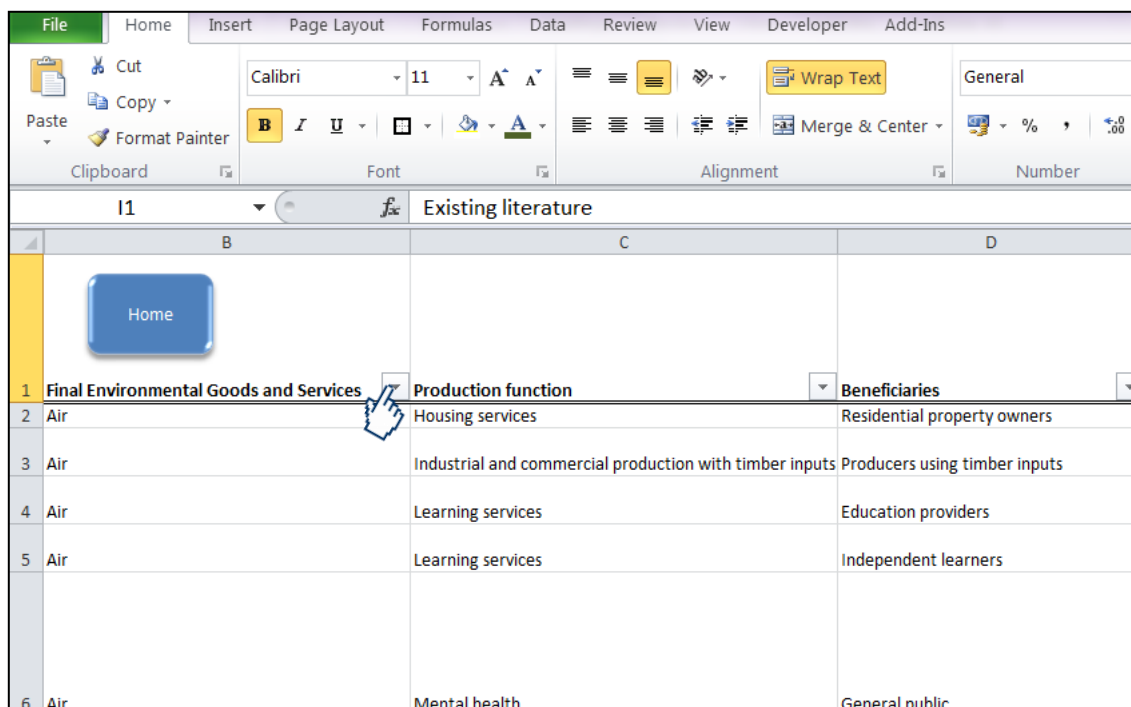 File Home Insert Page Layout Formulas Data Review View Developer Add-Ins
Cut
Calibri 11 A A Wrap Text General
Copy
Paste
Format Painter
B I U A Merge & Center % , .00
Clipboard Font Alignment Number
I1 fx Existing literature
B C D
Home
1 Final Environmental Goods and Services Production function Beneficiaries
2 Air Housing services Residential property owners
3 Air Industrial and commercial production with timber inputs Producers using timber inputs
4 Air Learning services Education providers
5 Air Learning services Independent learners
6 Air Mental health General public